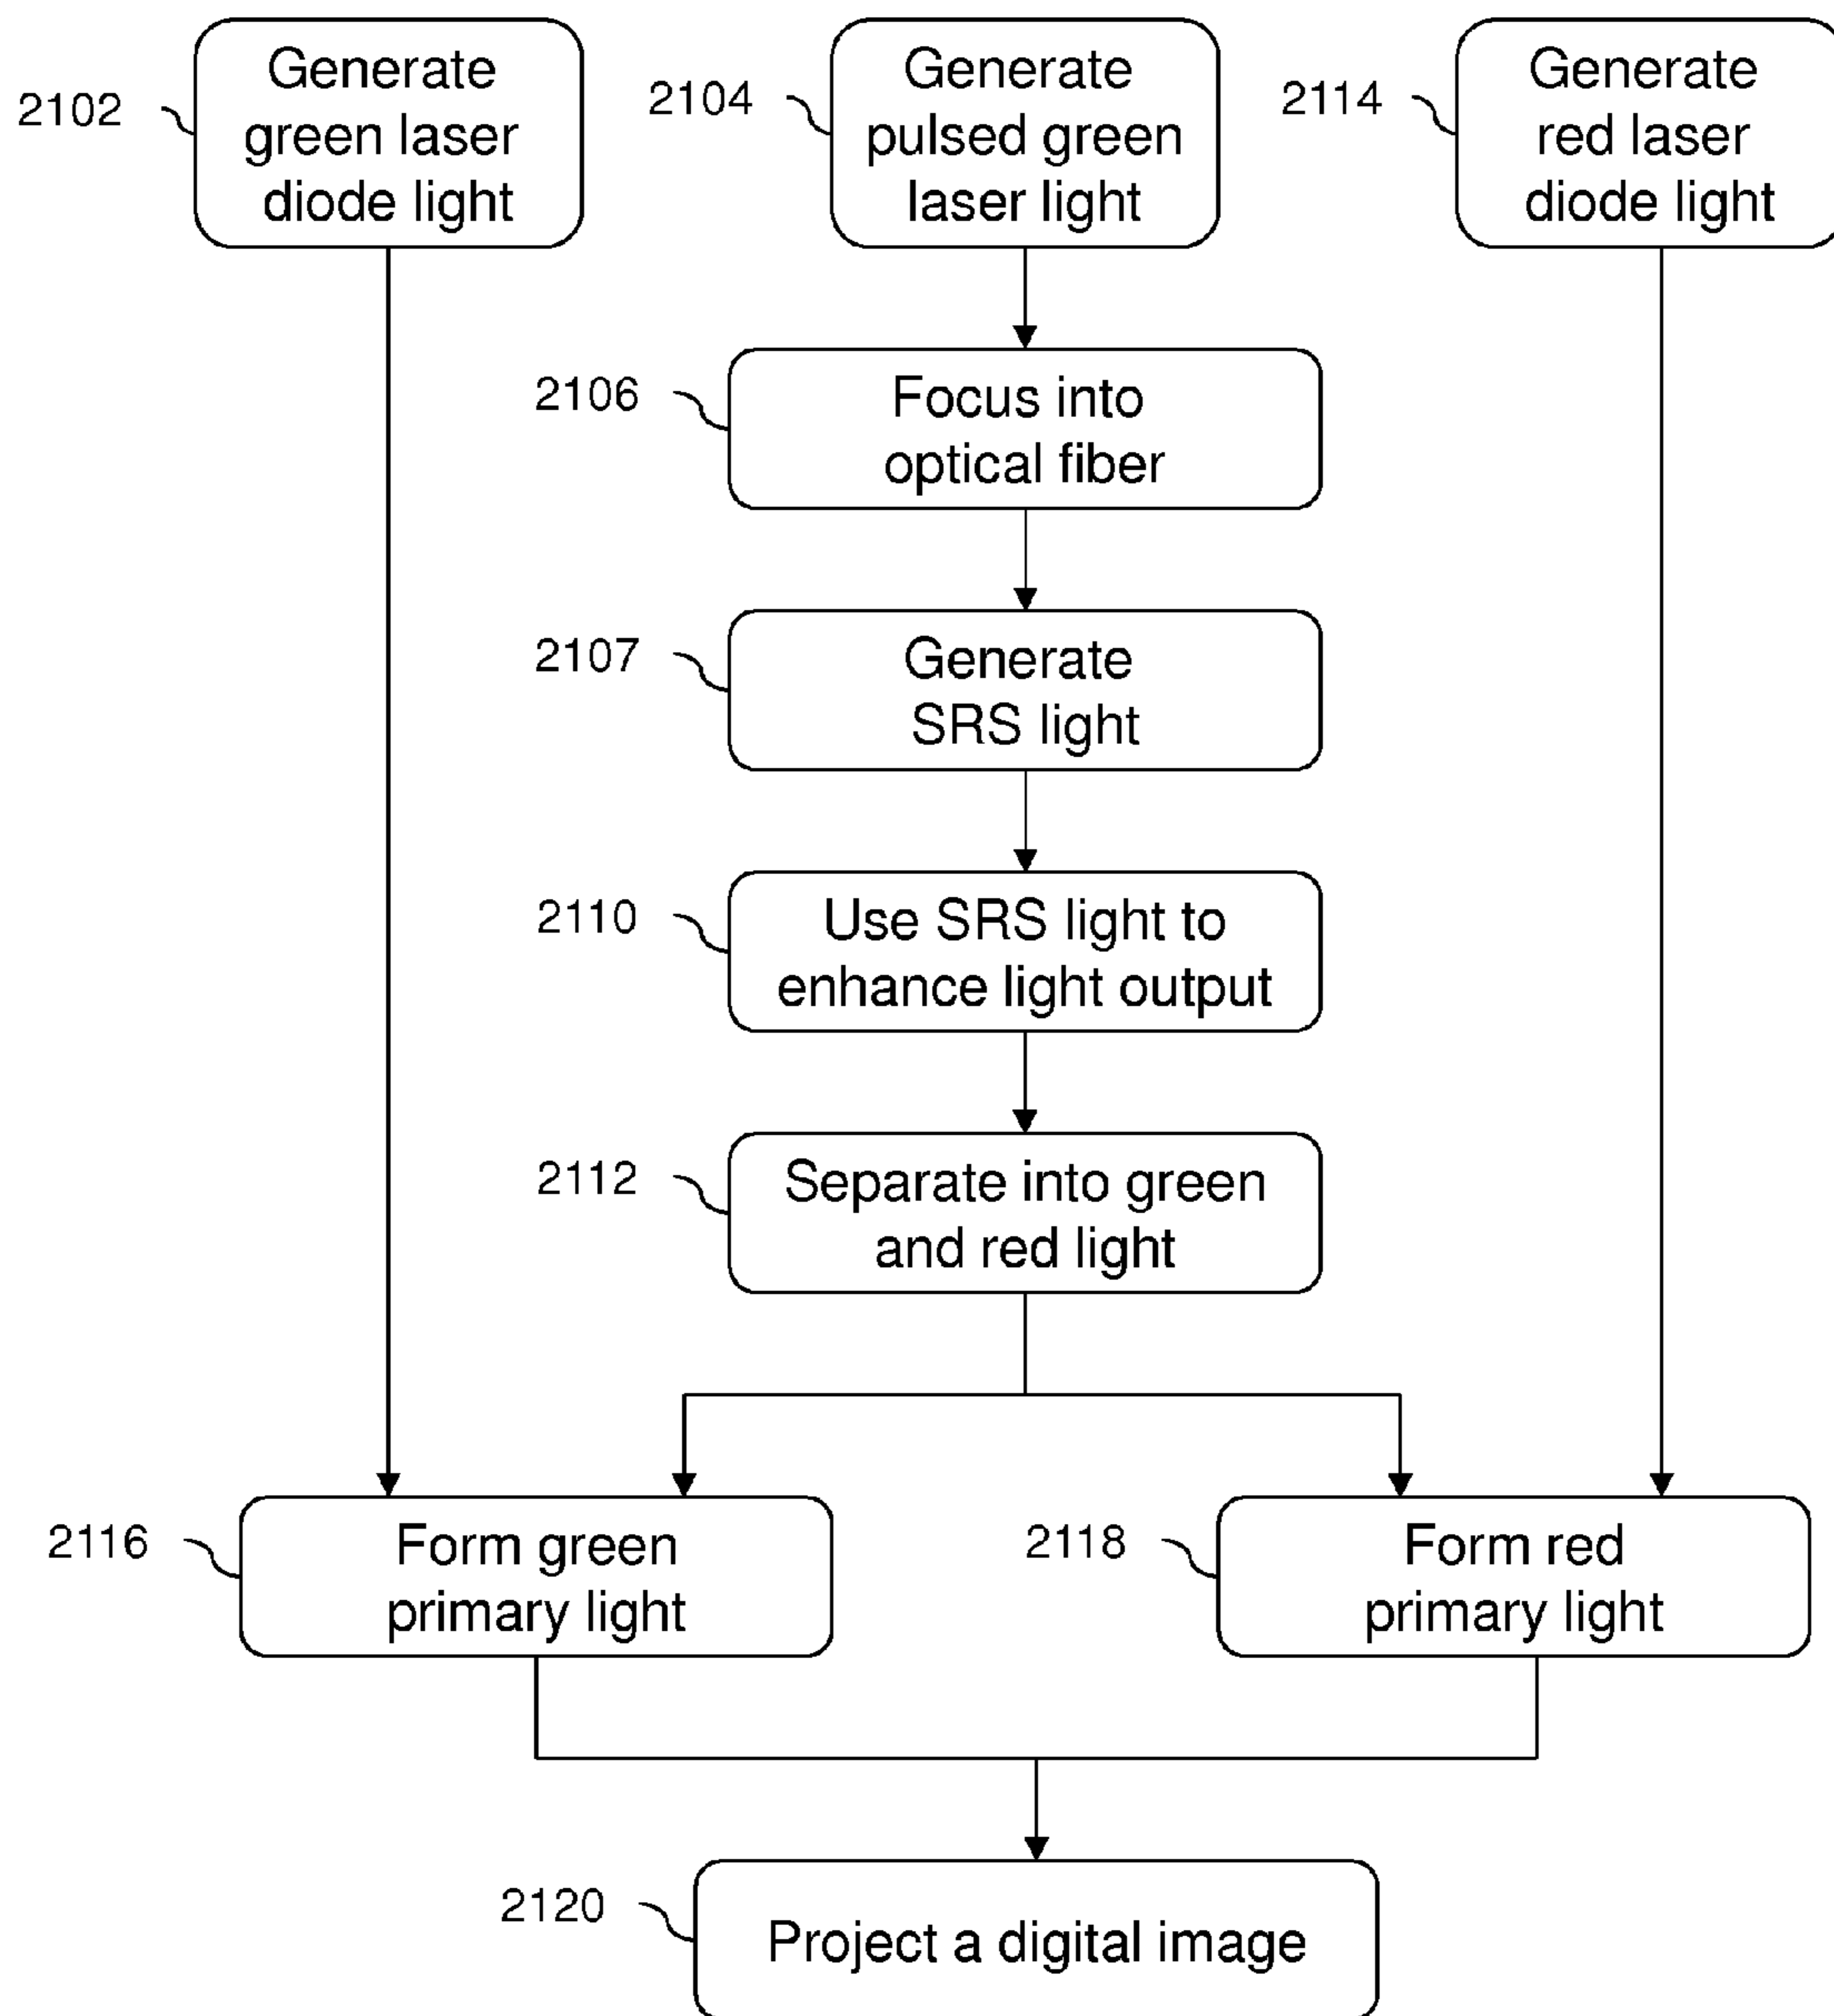 2102
Generate
green laser
diode light
2104
Generate
pulsed green
laser light
2114
Generate
red laser
diode light
2106
Focus into
optical fiber
2107
Generate
SRS light
2110
Use SRS light to
enhance light output
2112
Separate into green
and red light
2116
Form green
primary light
2118
Form red
primary light
2120
Project a digital image